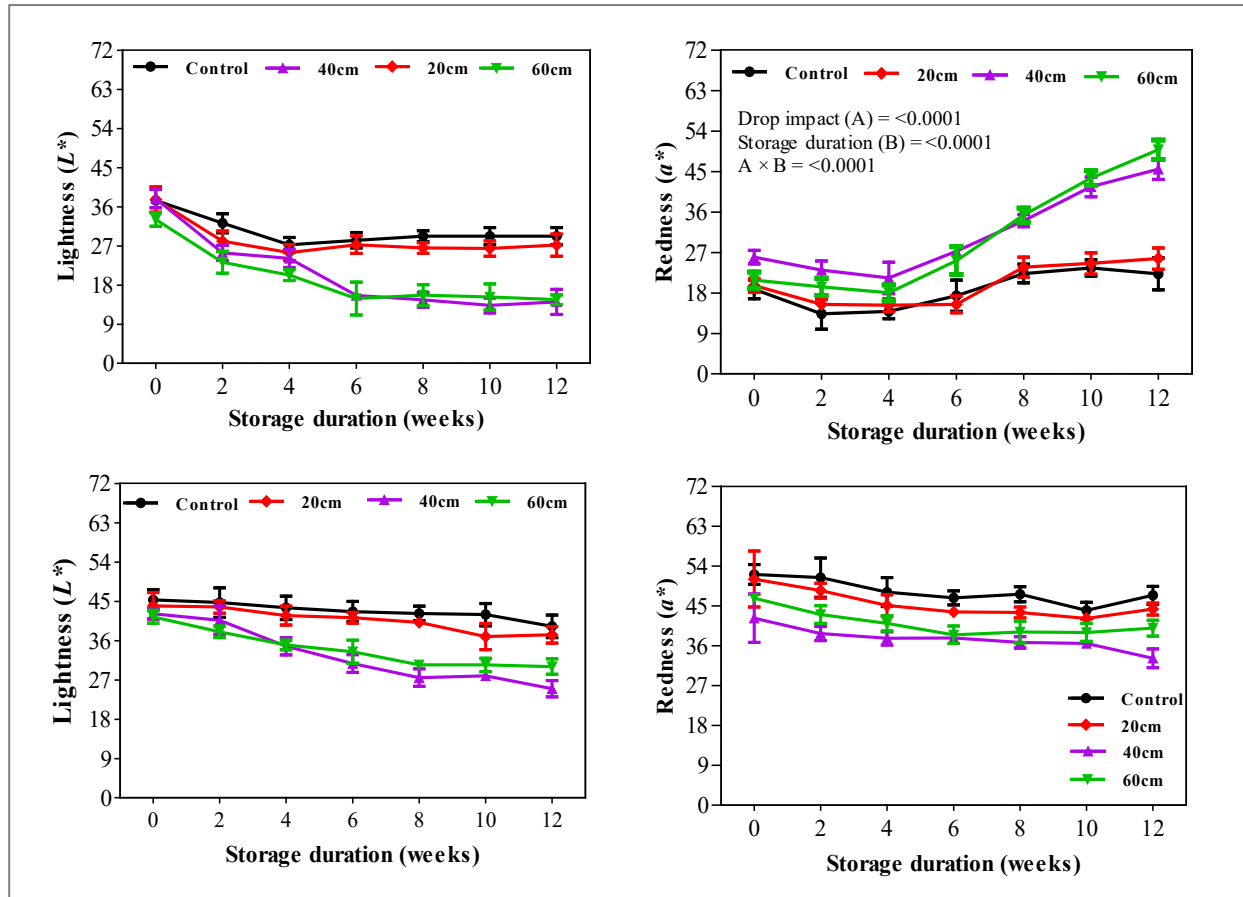 72
63
54
45
36
27
18
9
0
Lightness (L*)
Control 40cm 20cm 60cm
0 2 4 6 8 10 12
Storage duration (weeks)
72
63
54
45
36
27
18
9
0
Redness (a*)
Control 20cm 40cm 60cm
Drop impact (A) = <0.0001
Storage duration (B) = <0.0001
A × B = <0.0001
0 2 4 6 8 10 12
Storage duration (weeks)
72
63
54
45
36
27
18
9
0
Lightness (L*)
Control 20cm 40cm 60cm
0 2 4 6 8 10 12
Storage duration (weeks)
72
63
54
45
36
27
18
9
0
Redness (a*)
Control
20cm
40cm
60cm
0 2 4 6 8 10 12
Storage duration (weeks)